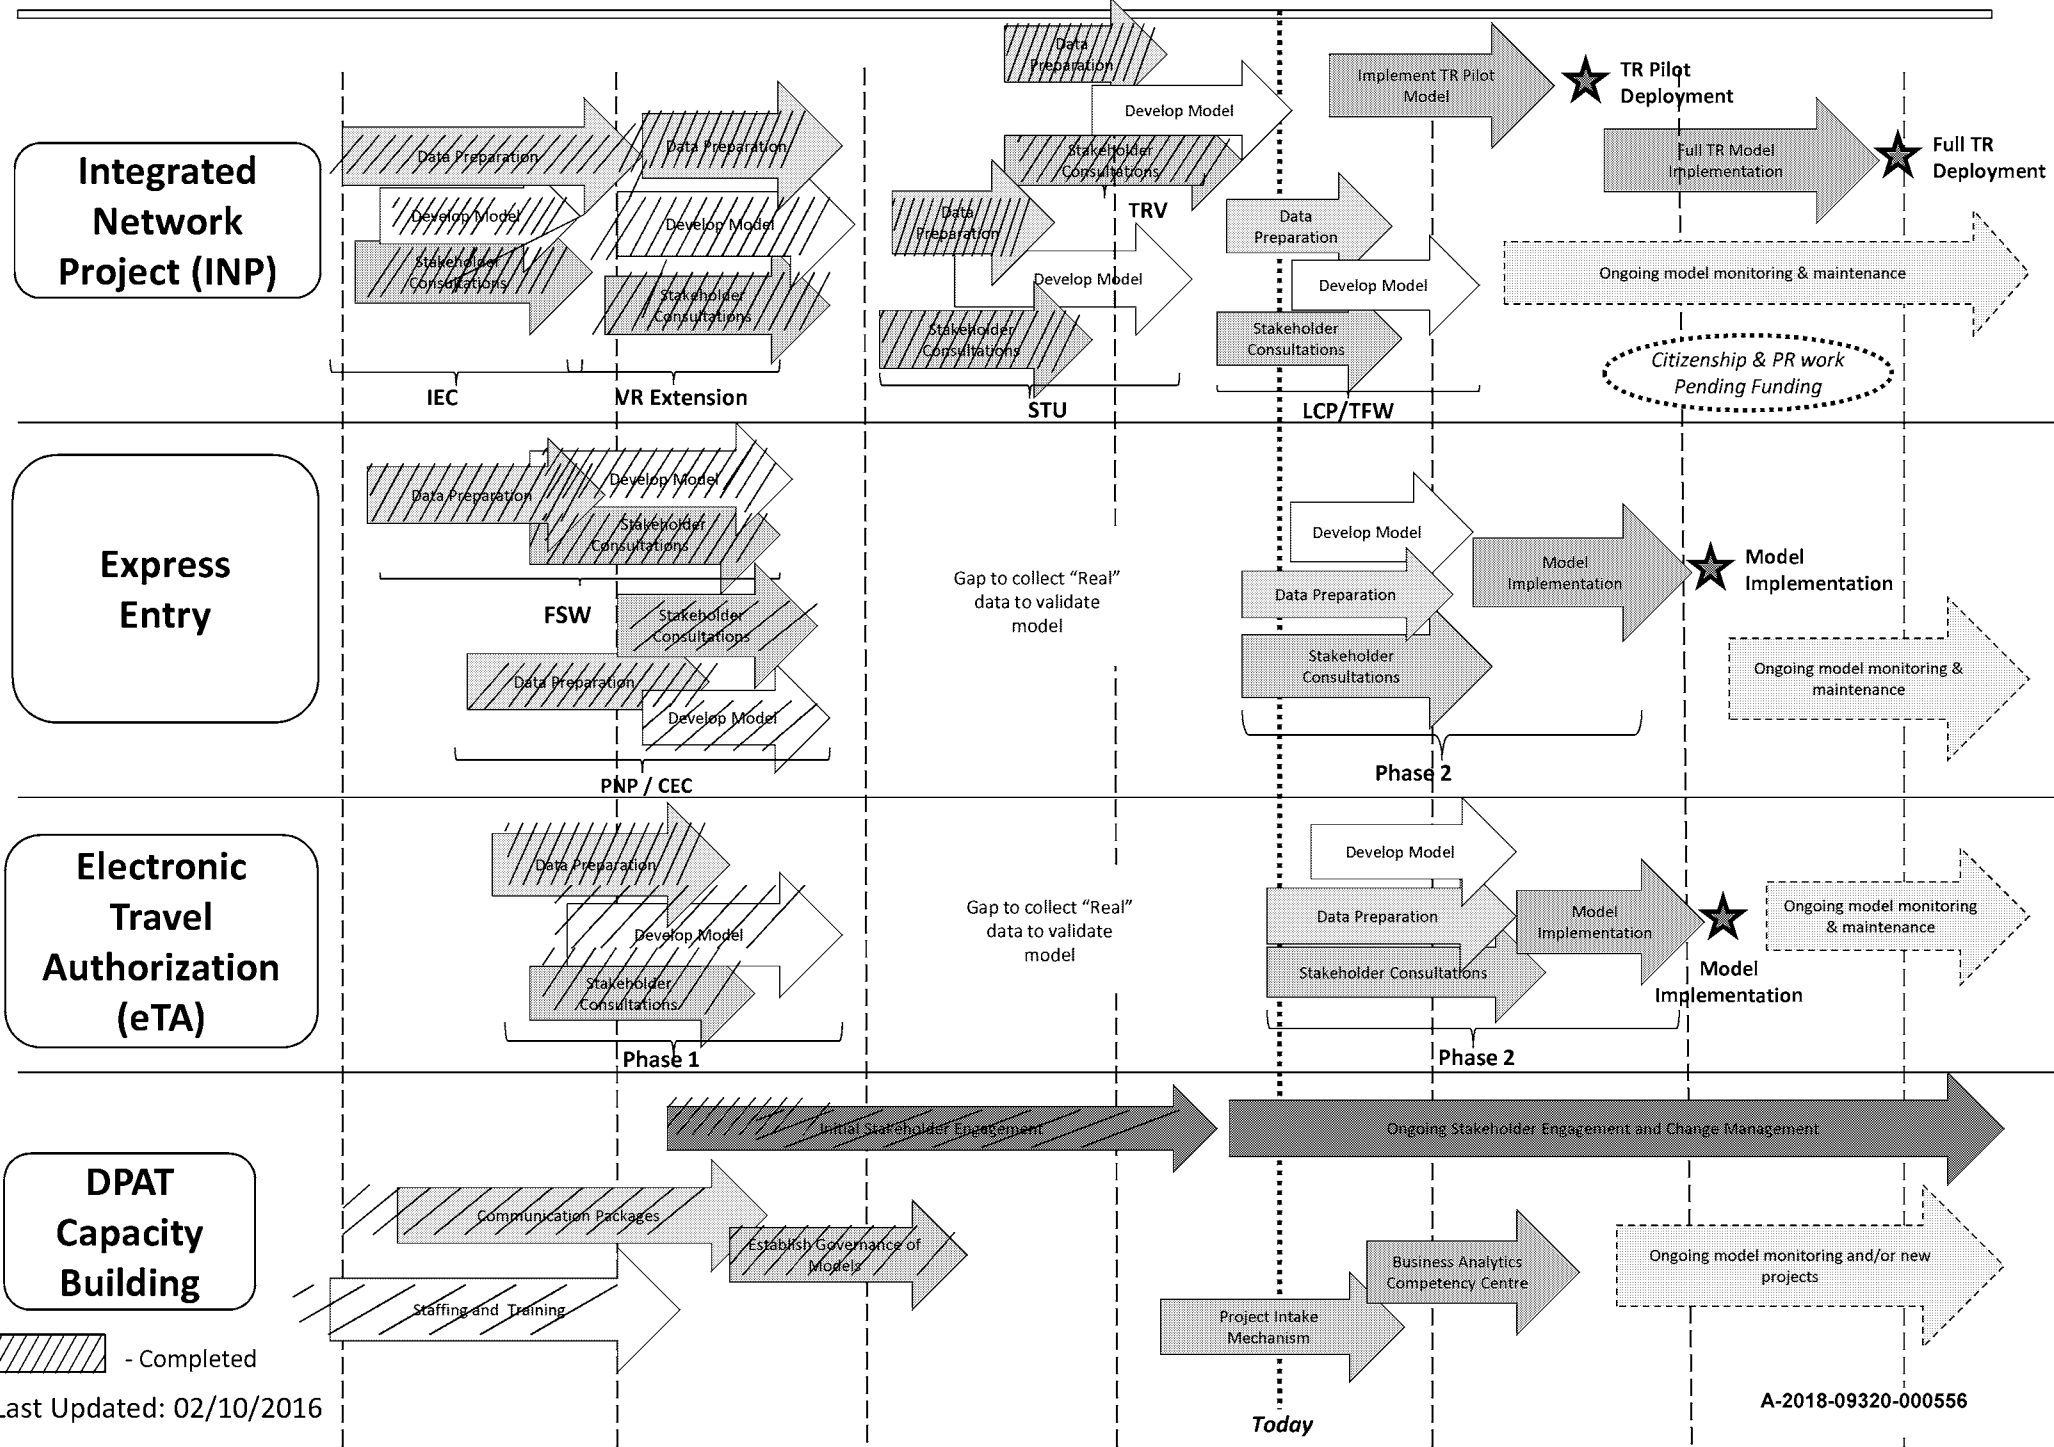 Integrated
Network
Project (INP)
Data Preparation
Develop Model
Stakeholder
Consultations
IEC
Data Preparation
Develop Model
Stakeholder
Consultations
VR Extension
Data
Preparation
Develop Model
Stakeholder
Consultations
TRV
Data
Preparation
Develop Model
Stakeholder
Consultations
STU
Data
Preparation
Develop Model
Stakeholder
Consultations
LCP/TFW
Implement TR Pilot
Model
TR Pilot
Deployment
Full TR Model
Implementation
Full TR
Deployment
Ongoing model monitoring & maintenance
Citizenship & PR work
Pending Funding
Express
Entry
Data Preparation
Develop Model
Stakeholder
Consultations
FSW
Stakeholder
Consultations
Data Preparation
Develop Model
PNP / CEC
Gap to collect “Real”
data to validate
model
Develop Model
Data Preparation
Stakeholder
Consultations
Phase 2
Model
Implementation
Model
Implementation
Ongoing model monitoring &
maintenance
Electronic
Travel
Authorization
(eTA)
Data Preparation
Develop Model
Stakeholder
Consultations
Phase 1
Gap to collect “Real”
data to validate
model
Develop Model
Data Preparation
Stakeholder Consultations
Phase 2
Model
Implementation
Model
Implementation
Ongoing model monitoring
& maintenance
DPAT
Capacity
Building
Initial Stakeholder Engagement
Ongoing Stakeholder Engagement and Change Management
Communication Packages
Establish Governance of
Models
Staffing and Training
Project Intake
Mechanism
Business Analytics
Competency Centre
Ongoing model monitoring and/or new
projects
- Completed
Last Updated: 02/10/2016
Today
A-2018-09320-000556